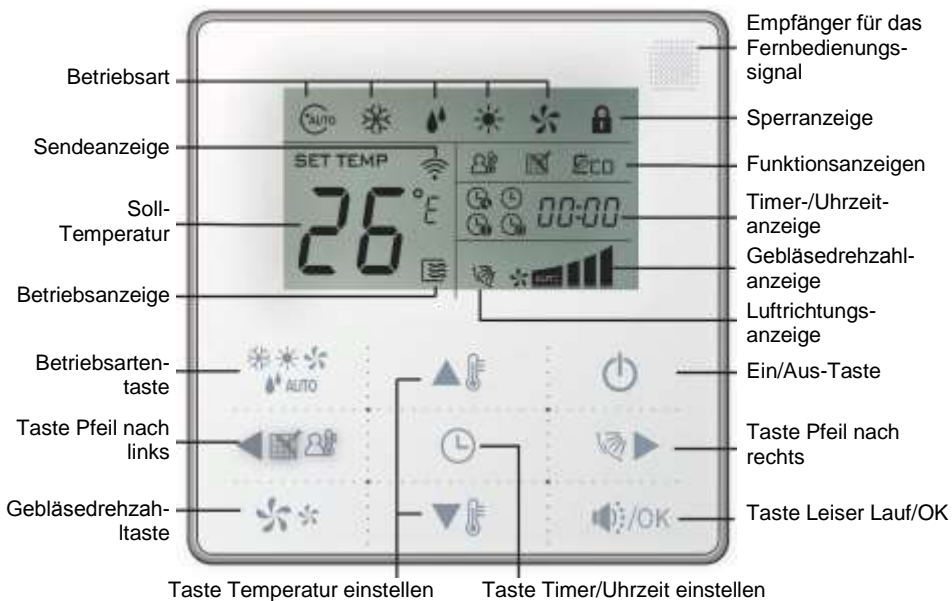 Empfänger für das
Fernbedienungs-
signal
Betriebsart
AUTO
Sperranzeige
Sendeanzeige
SET TEMP
ECO
Funktionsanzeigen
Soll-
Temperatur
26°C
00:00
Timer-/Uhrzeit-
anzeige
Gebläsedrehzahl-
anzeige
Betriebsanzeige
Luftrichtungs-
anzeige
Betriebsarten-
taste
AUTO
Ein/Aus-Taste
Taste Pfeil nach
links
Taste Pfeil nach
rechts
Gebläsedrehzah-
ltaste
/OK
Taste Leiser Lauf/OK
Taste Temperatur einstellen
Taste Timer/Uhrzeit einstellen